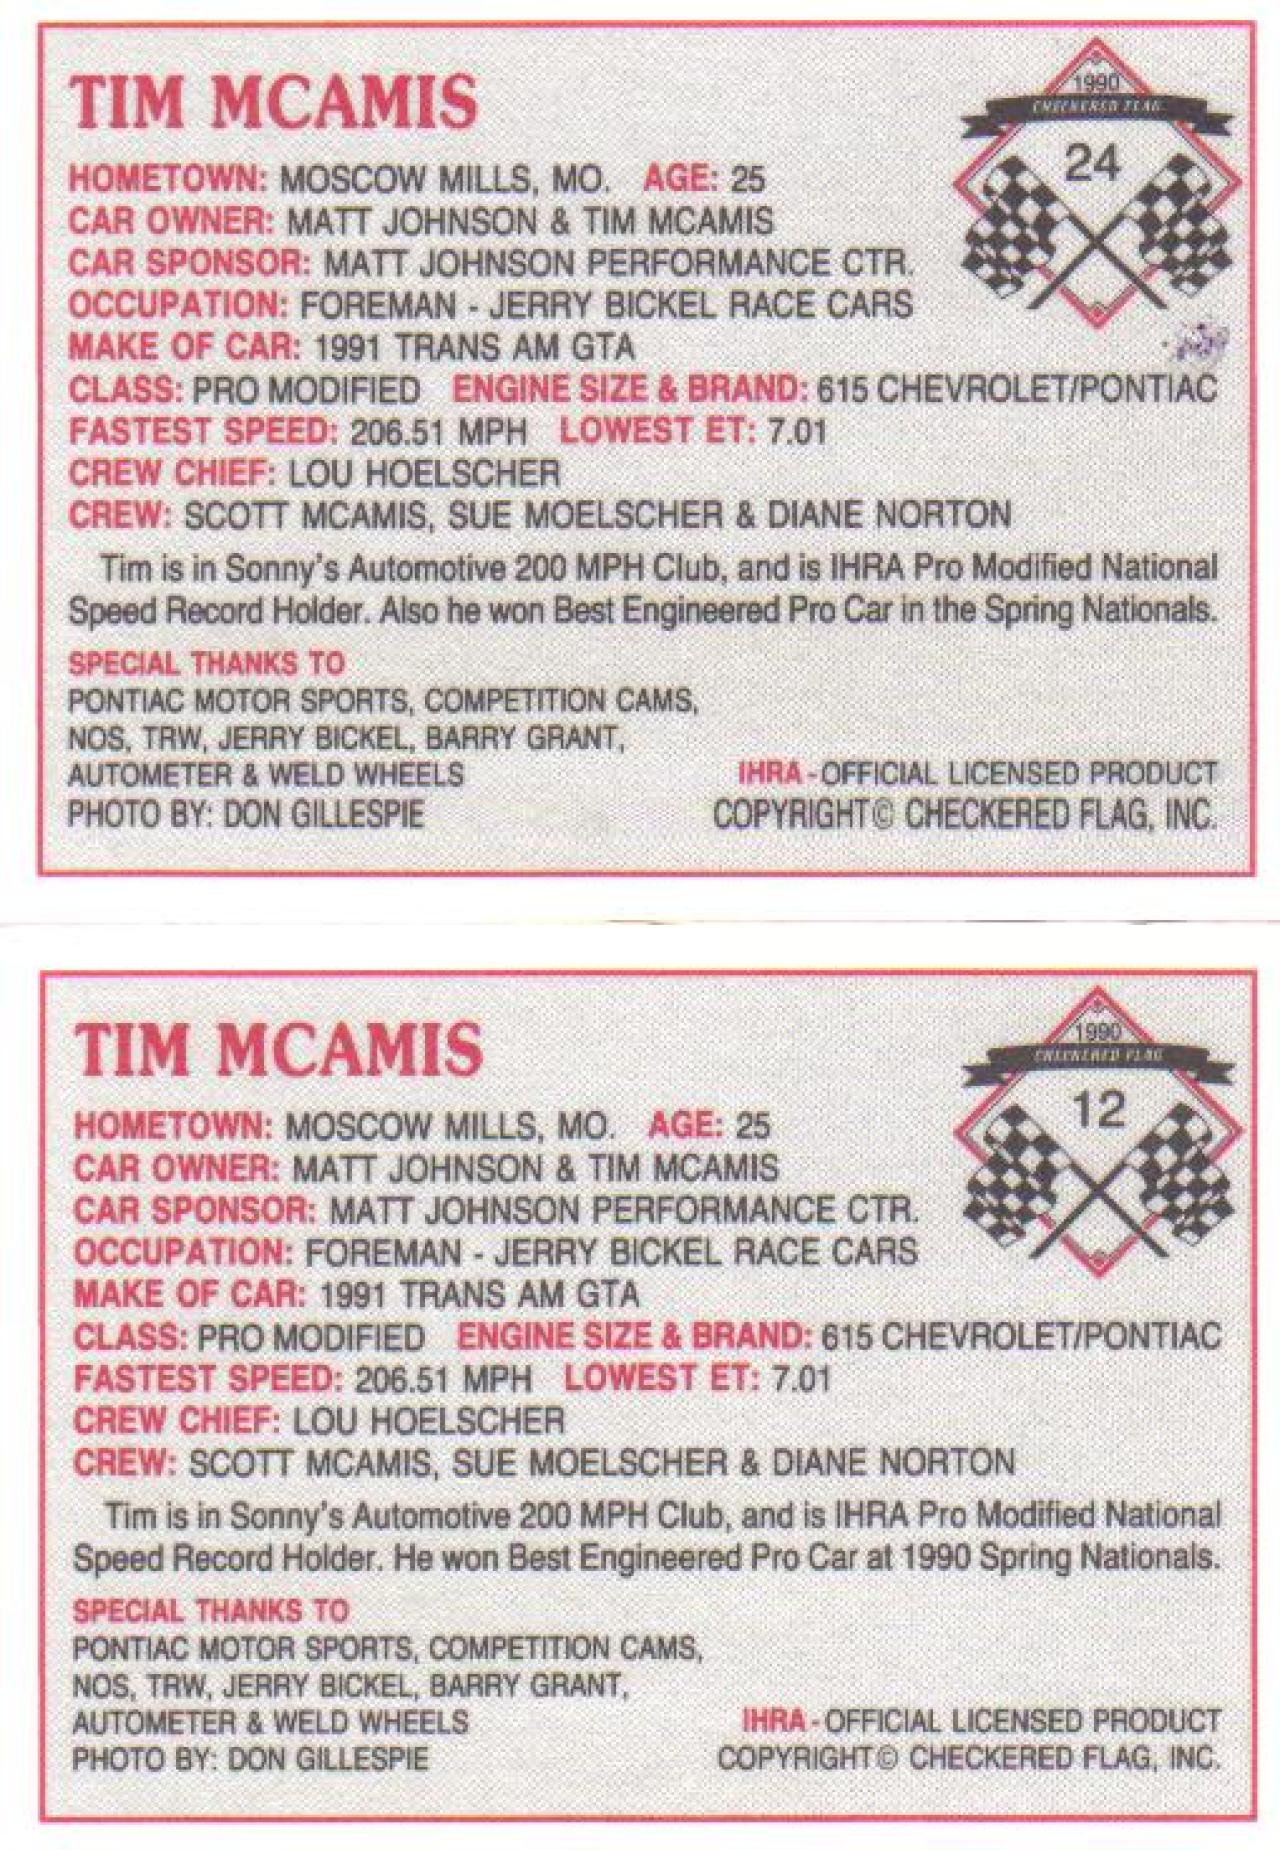 TIM MCAMIS
1990
CHECKERED FLAG
24
HOMETOWN: MOSCOW MILLS, MO. AGE: 25
CAR OWNER: MATT JOHNSON & TIM MCAMIS
CAR SPONSOR: MATT JOHNSON PERFORMANCE CTR.
OCCUPATION: FOREMAN - JERRY BICKEL RACE CARS
MAKE OF CAR: 1991 TRANS AM GTA
CLASS: PRO MODIFIED ENGINE SIZE & BRAND: 615 CHEVROLET/PONTIAC
FASTEST SPEED: 206.51 MPH LOWEST ET: 7.01
CREW CHIEF: LOU HOELSCHER
CREW: SCOTT MCAMIS, SUE MOELSCHER & DIANE NORTON
Tim is in Sonny's Automotive 200 MPH Club, and is IHRA Pro Modified National
Speed Record Holder. Also he won Best Engineered Pro Car in the Spring Nationals.
SPECIAL THANKS TO
PONTIAC MOTOR SPORTS, COMPETITION CAMS,
NOS, TRW, JERRY BICKEL, BARRY GRANT,
AUTOMETER & WELD WHEELS
PHOTO BY: DON GILLESPIE
IHRA - OFFICIAL LICENSED PRODUCT
COPYRIGHT© CHECKERED FLAG, INC.
TIM MCAMIS
1990
CHECKERED FLAG
12
HOMETOWN: MOSCOW MILLS, MO. AGE: 25
CAR OWNER: MATT JOHNSON & TIM MCAMIS
CAR SPONSOR: MATT JOHNSON PERFORMANCE CTR.
OCCUPATION: FOREMAN - JERRY BICKEL RACE CARS
MAKE OF CAR: 1991 TRANS AM GTA
CLASS: PRO MODIFIED ENGINE SIZE & BRAND: 615 CHEVROLET/PONTIAC
FASTEST SPEED: 206.51 MPH LOWEST ET: 7.01
CREW CHIEF: LOU HOELSCHER
CREW: SCOTT MCAMIS, SUE MOELSCHER & DIANE NORTON
Tim is in Sonny's Automotive 200 MPH Club, and is IHRA Pro Modified National
Speed Record Holder. He won Best Engineered Pro Car at 1990 Spring Nationals.
SPECIAL THANKS TO
PONTIAC MOTOR SPORTS, COMPETITION CAMS,
NOS, TRW, JERRY BICKEL, BARRY GRANT,
AUTOMETER & WELD WHEELS
PHOTO BY: DON GILLESPIE
IHRA - OFFICIAL LICENSED PRODUCT
COPYRIGHT© CHECKERED FLAG, INC.